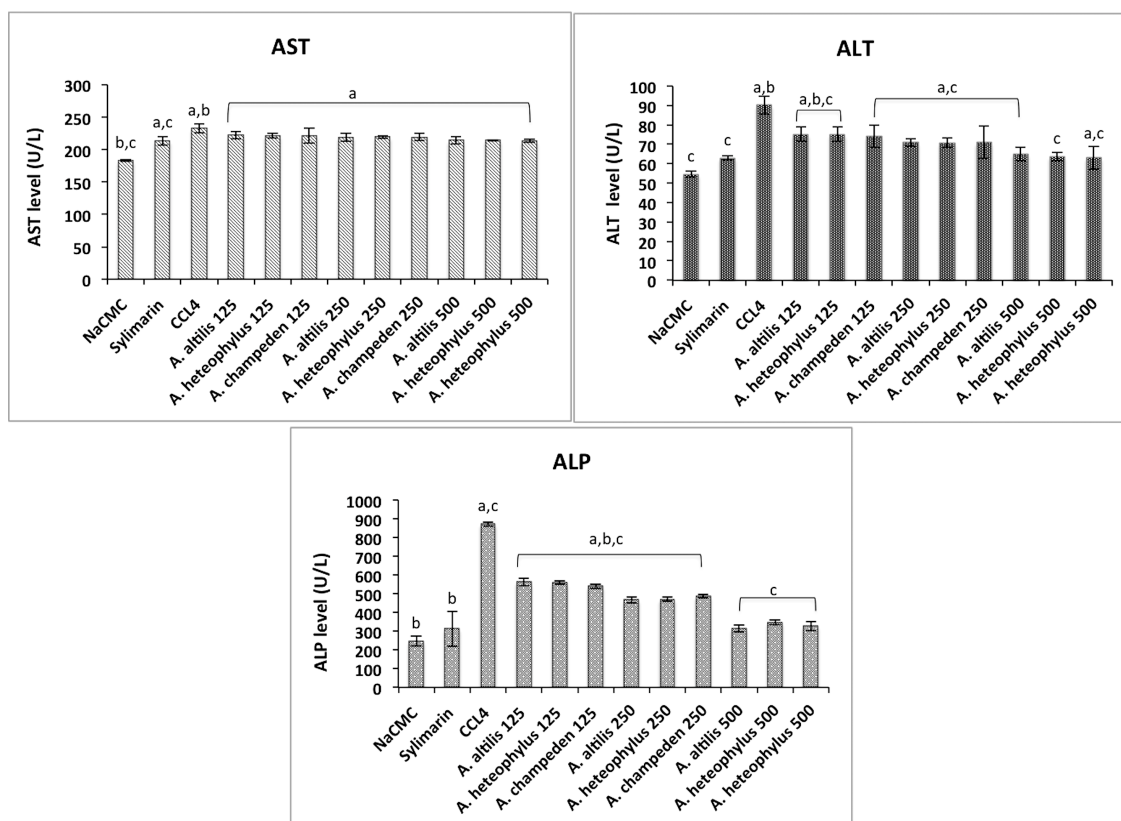 AST
AST level (U/L)
300
250
200
150
100
50
0
b,c
a,c
a,b
a
NaCMC
Sylimarin
CCL4
A. altilis 125
A. heteophylus 125
A. champeden 125
A. altilis 250
A. heteophylus 250
A. champeden 250
A. altilis 500
A. heteophylus 500
A. heteophylus 500
ALT
ALT level (U/L)
100
90
80
70
60
50
40
30
20
10
0
c
c
a,b
a,b,c
a,c
c
a,c
NaCMC
Sylimarin
CCL4
A. altilis 125
A. heteophylus 125
A. champeden 125
A. altilis 250
A. heteophylus 250
A. champeden 250
A. altilis 500
A. heteophylus 500
A. heteophylus 500
ALP
ALP level (U/L)
1000
900
800
700
600
500
400
300
200
100
0
b
b
a,c
a,b,c
c
NaCMC
Sylimarin
CCL4
A. altilis 125
A. heteophylus 125
A. champeden 125
A. altilis 250
A. heteophylus 250
A. champeden 250
A. altilis 500
A. heteophylus 500
A. heteophylus 500